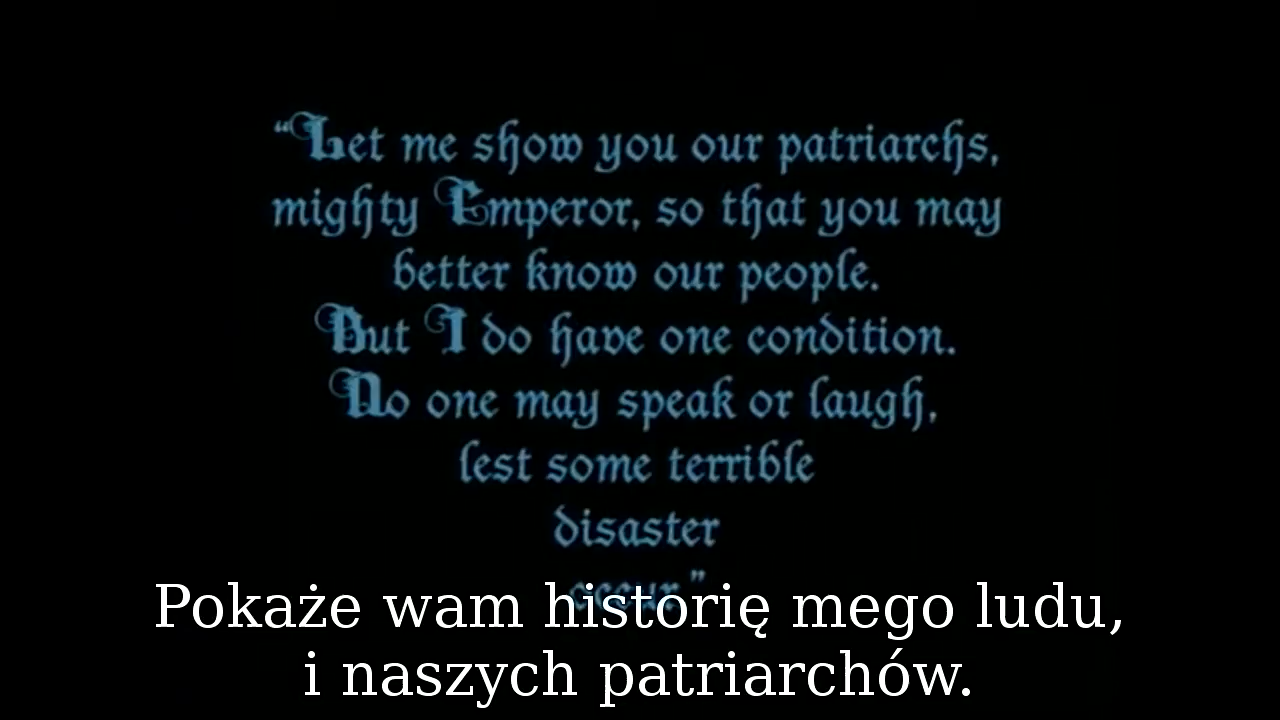 “Let me show you our patriarchs,
mighty Emperor, so that you may
better know our people.
But I do have one condition.
No one may speak or laugh,
lest some terrible
disaster
occur.”
Pokaże wam historię mego ludu,
i naszych patriarchów.